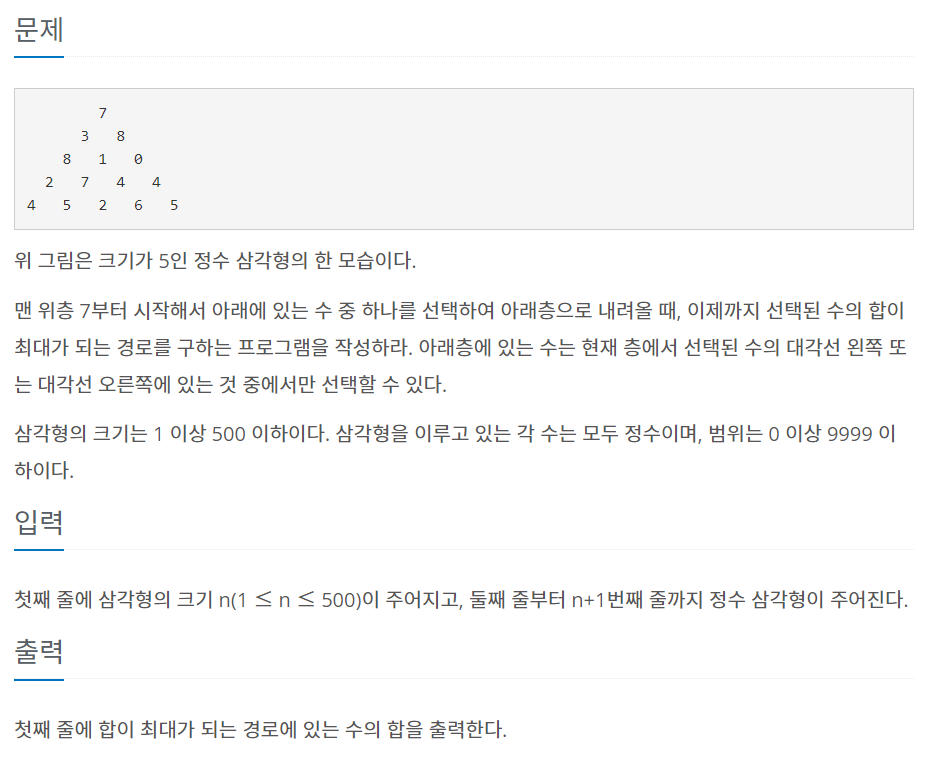 문제
7
3 8
8 1 0
2 7 4 4
4 5 2 6 5
위 그림은 크기가 5인 정수 삼각형의 한 모습이다.
맨 위층 7부터 시작해서 아래에 있는 수 중 하나를 선택하여 아래층으로 내려올 때, 이제까지 선택된 수의 합이
최대가 되는 경로를 구하는 프로그램을 작성하라. 아래층에 있는 수는 현재 층에서 선택된 수의 대각선 왼쪽 또
는 대각선 오른쪽에 있는 것 중에서만 선택할 수 있다.
삼각형의 크기는 1 이상 500 이하이다. 삼각형을 이루고 있는 각 수는 모두 정수이며, 범위는 0 이상 9999 이
하이다.
입력
첫째 줄에 삼각형의 크기 n(1 ≤ n ≤ 500)이 주어지고, 둘째 줄부터 n+1번째 줄까지 정수 삼각형이 주어진다.
출력
첫째 줄에 합이 최대가 되는 경로에 있는 수의 합을 출력한다.